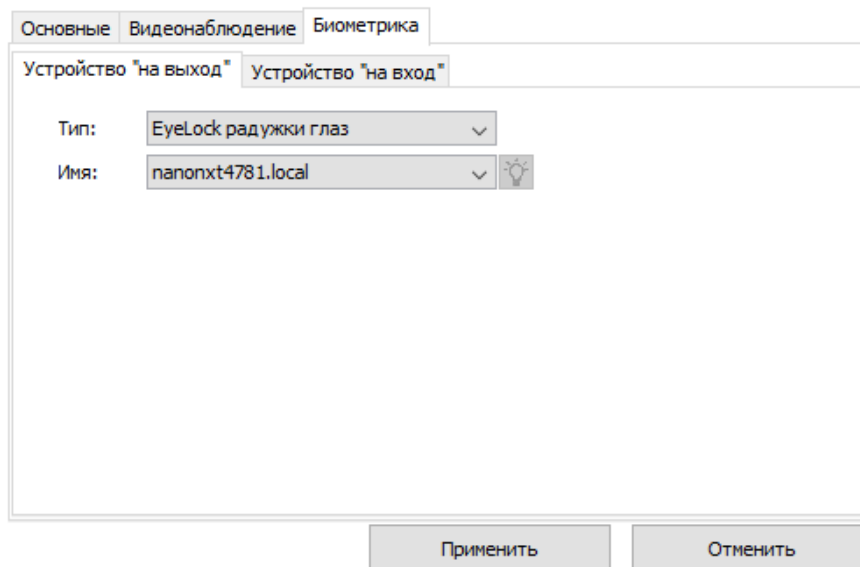 Основные Видеонаблюдение Биометрика
Устройство "на выход" Устройство "на вход"
Тип: EyeLock радужки глаз
Имя: nanonxt4781.local
Применить Отменить